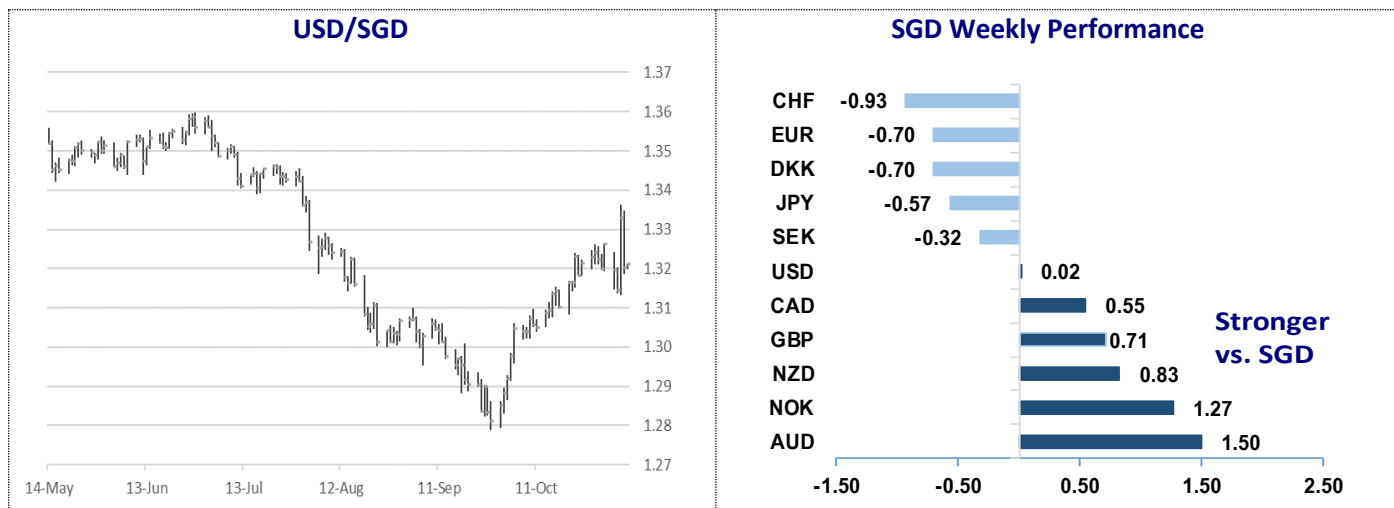 USD/SGD
1.37
1.36
1.35
1.34
1.33
1.32
1.31
1.30
1.29
1.28
1.27
14-May 13-Jun 13-Jul 12-Aug 11-Sep 11-Oct
SGD Weekly Performance
CHF -0.93
EUR -0.70
DKK -0.70
JPY -0.57
SEK -0.32
USD 0.02
CAD 0.55
GBP 0.71
NZD 0.83
NOK 1.27
AUD 1.50
Stronger
vs. SGD
-1.50 -0.50 0.50 1.50 2.50